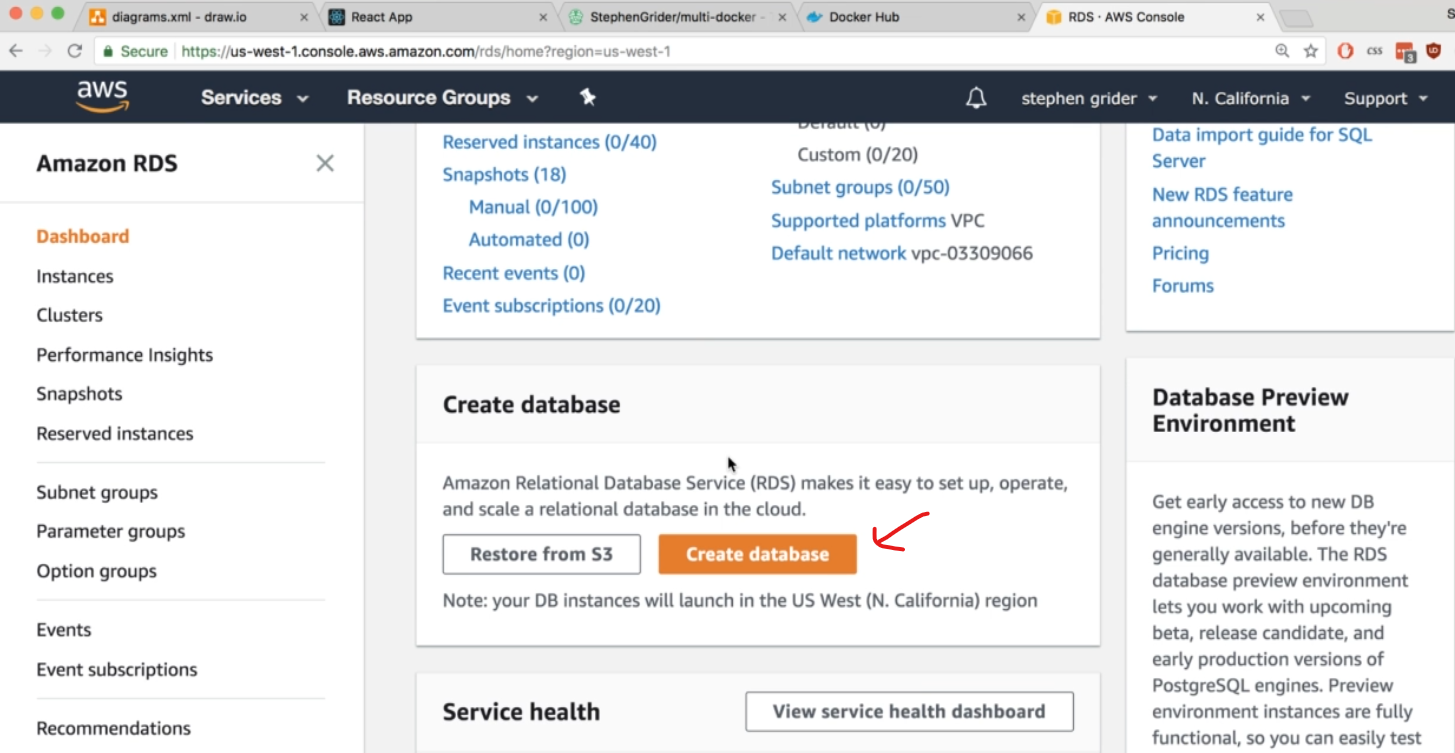 diagrams.xml - draw.io
React App
StephenGrider/multi-docker -
Docker Hub
RDS · AWS Console
S
Secure https://us-west-1.console.aws.amazon.com/rds/home?region=us-west-1
css
3
aws Services Resource Groups stephen grider N. California Support
Amazon RDS
Dashboard
Instances
Clusters
Performance Insights
Snapshots
Reserved instances
Subnet groups
Parameter groups
Option groups
Events
Event subscriptions
Recommendations
Reserved instances (0/40)
Snapshots (18)
Manual (0/100)
Automated (0)
Recent events (0)
Event subscriptions (0/20)
Default (0)
Custom (0/20)
Subnet groups (0/50)
Supported platforms VPC
Default network vpc-03309066
Create database
Amazon Relational Database Service (RDS) makes it easy to set up, operate,
and scale a relational database in the cloud.
Restore from S3 Create database
Note: your DB instances will launch in the US West (N. California) region
Service health View service health dashboard
Data import guide for SQL
Server
New RDS feature
announcements
Pricing
Forums
Database Preview
Environment
Get early access to new DB
engine versions, before they're
generally available. The RDS
database preview environment
lets you work with upcoming
beta, release candidate, and
early production versions of
PostgreSQL engines. Preview
environment instances are fully
functional, so you can easily test